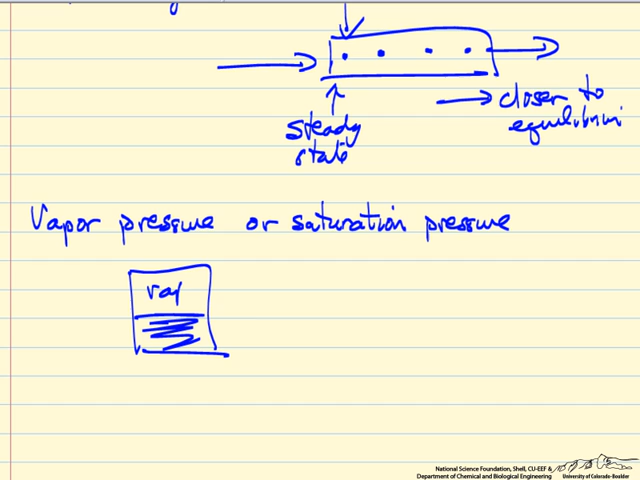 closer to
equilibrium
steady
state
Vapor pressure or saturation pressure
vap
National Science Foundation, Shell, CU-EEF &
Department of Chemical and Biological Engineering
University of Colorado-Boulder